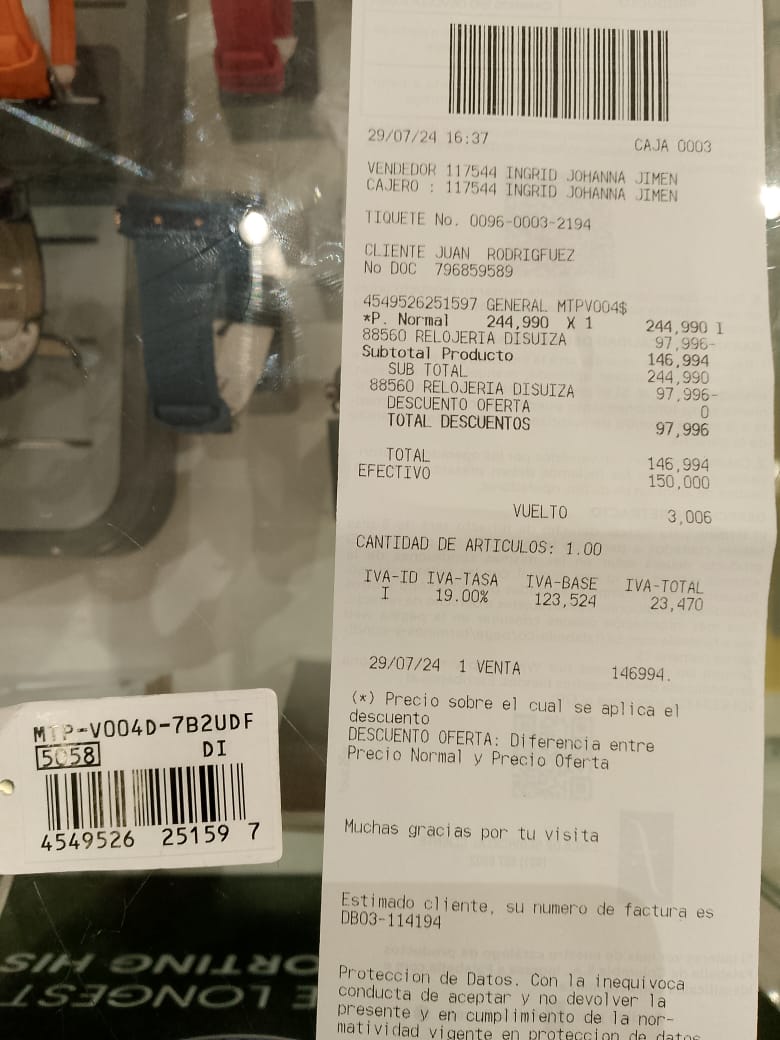 29/07/24 16:37 CAJA 0003
VENDEDOR 117544 INGRID JOHANNA JIMEN
CAJERO : 117544 INGRID JOHANNA JIMEN
TIQUETE No. 0096-0003-2194
CLIENTE JUAN RODRIGFUEZ
No DOC 796859589
4549526251597 GENERAL MTPV004$
*P. Normal 244,990 X 1 244,990 I
88560 RELOJERIA DISUIZA 97,996-
Subtotal Producto 146,994
SUB TOTAL 244,990
88560 RELOJERIA DISUIZA 97,996-
DESCUENTO OFERTA 0
TOTAL DESCUENTOS 97,996
TOTAL 146,994
EFECTIVO 150,000
VUELTO 3,006
CANTIDAD DE ARTICULOS: 1.00
IVA-ID IVA-TASA IVA-BASE IVA-TOTAL
I 19.00% 123,524 23,470
29/07/24 1 VENTA 146994.
(*) Precio sobre el cual se aplica el
descuento
DESCUENTO OFERTA: Diferencia entre
Precio Normal y Precio Oferta
Muchas gracias por tu visita
Estimado cliente, su numero de factura es
DB03-114194
Proteccion de Datos. Con la inequivoca
conducta de aceptar y no devolver la
presente y en cumplimiento de la nor-
matividad vigente en proteccion de datos
MTP-V004D-7B2UDF
5058 DI
4549526 25159 7
ORTING HIS
E LONGEST